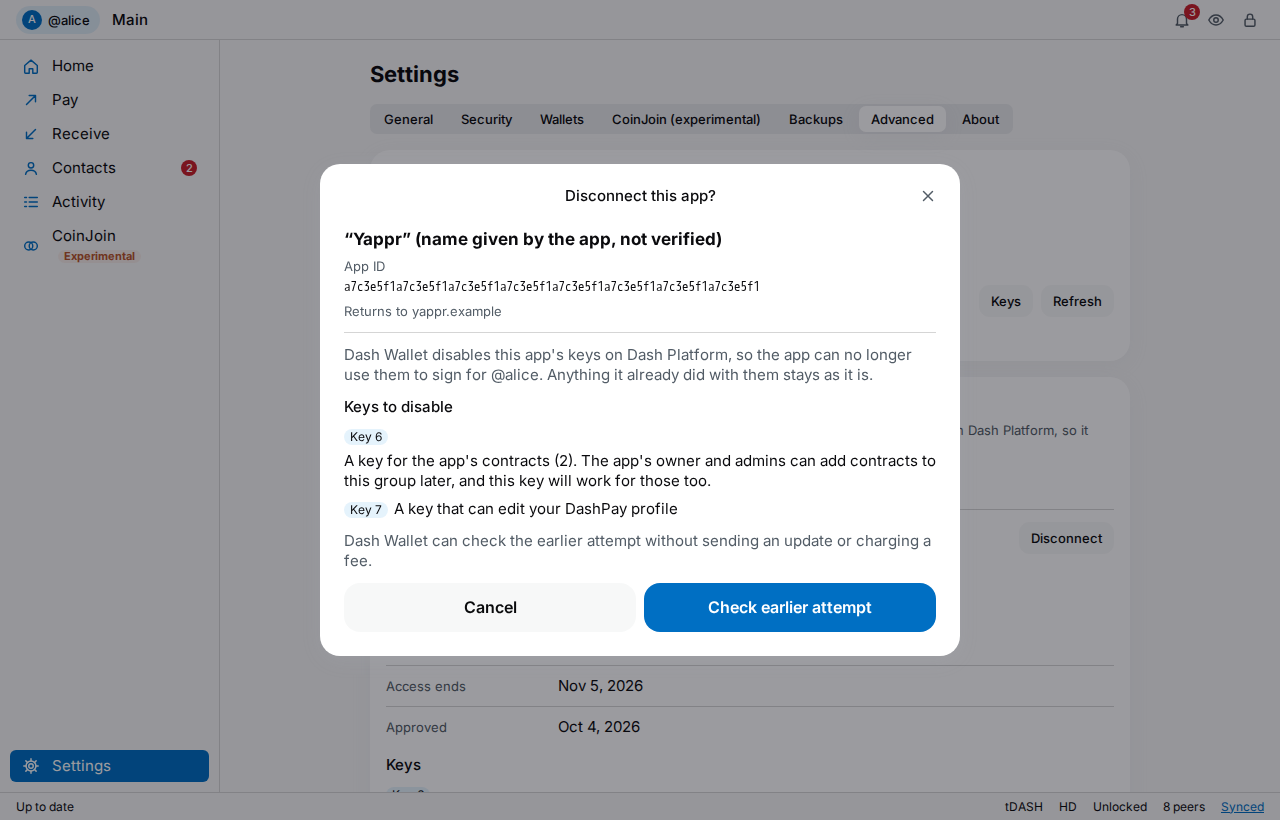 A @alice Main 3
Home
Pay
Receive
Contacts 2
Activity
CoinJoin
Experimental
Settings
Settings
General Security Wallets CoinJoin (experimental) Backups Advanced About
Keys Refresh
Dash Platform, so it
Disconnect
Disconnect this app?
“Yappr” (name given by the app, not verified)
App ID
a7c3e5f1a7c3e5f1a7c3e5f1a7c3e5f1a7c3e5f1a7c3e5f1a7c3e5f1a7c3e5f1
Returns to yappr.example
Dash Wallet disables this app's keys on Dash Platform, so the app can no longer
use them to sign for @alice. Anything it already did with them stays as it is.
Keys to disable
Key 6
A key for the app's contracts (2). The app's owner and admins can add contracts to
this group later, and this key will work for those too.
Key 7 A key that can edit your DashPay profile
Dash Wallet can check the earlier attempt without sending an update or charging a
fee.
Cancel Check earlier attempt
Access ends Nov 5, 2026
Approved Oct 4, 2026
Keys
Up to date tDASH HD Unlocked 8 peers Synced